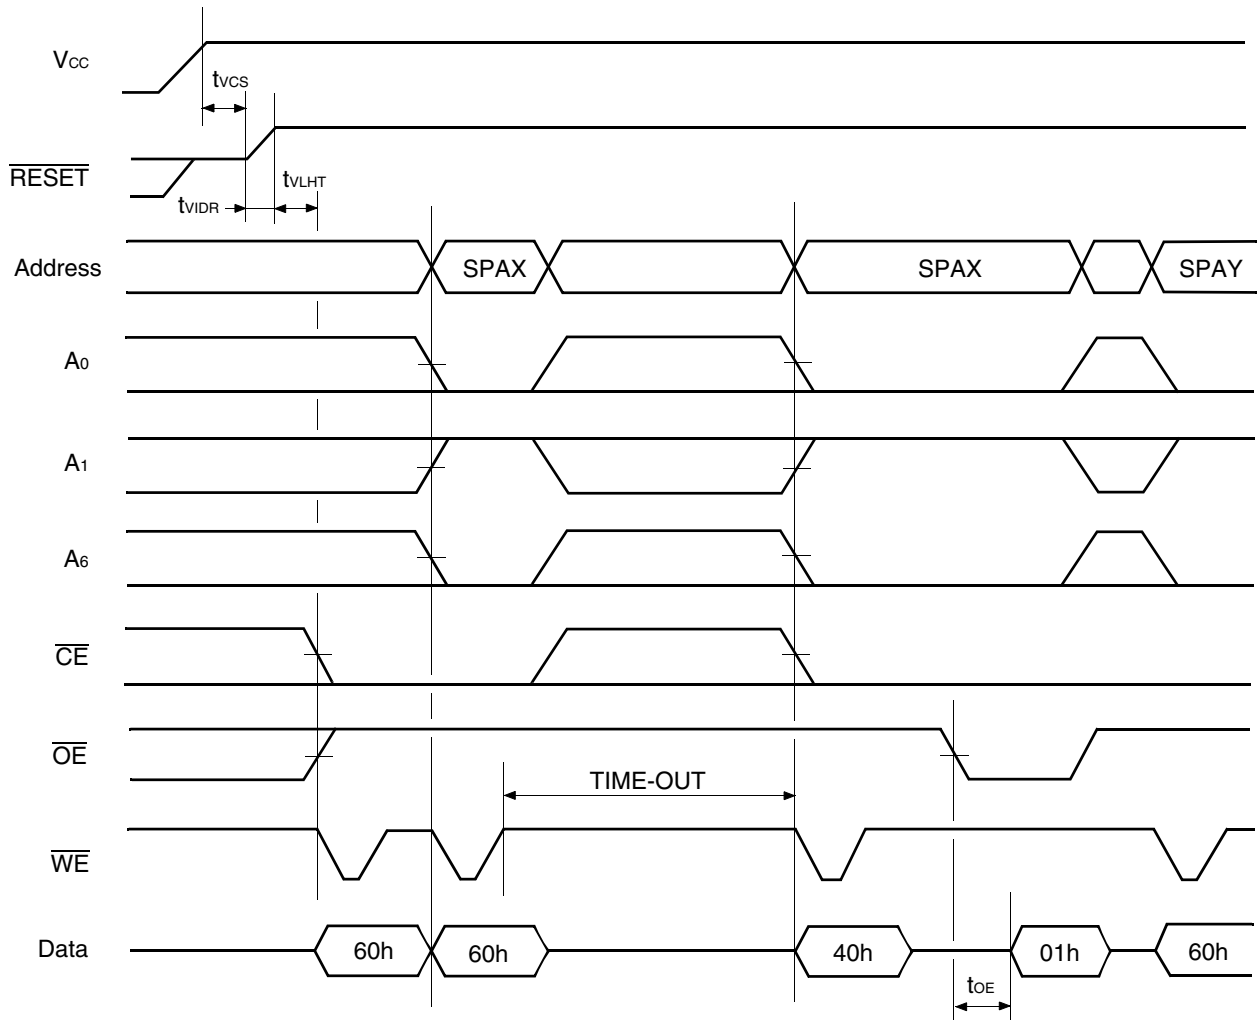 VCC
tVCS
RESET
tVLHT
tVIDR
Address SPAX SPAX SPAY
A0
A1
A6
CE
OE
TIME-OUT
WE
Data 60h 60h 40h 01h 60h
tOE